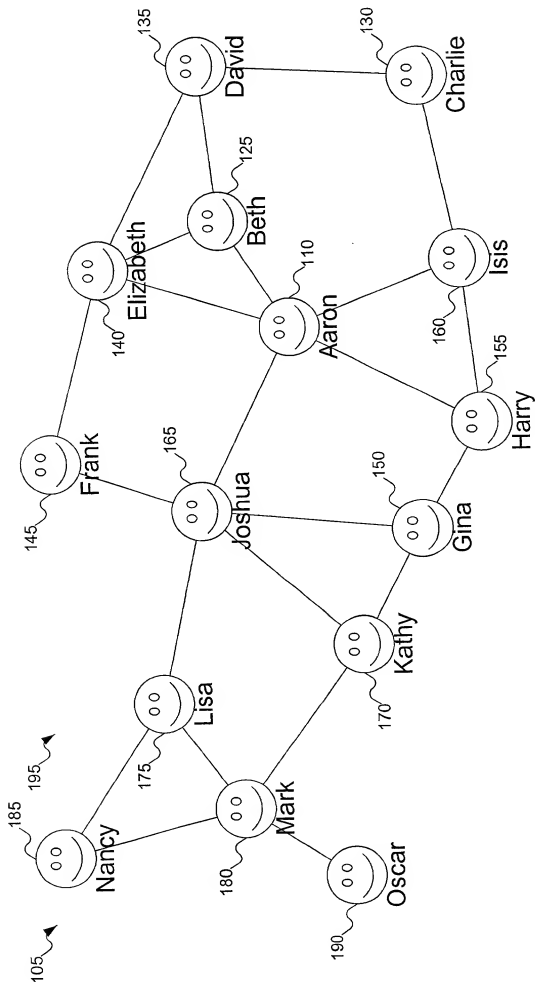 105
195
185
Nancy
175
Lisa
180
Mark
190
Oscar
145
Frank
165
Joshua
170
Kathy
150
Gina
140
Elizabeth
125
Beth
110
Aaron
155
Harry
160
Isis
135
David
130
Charlie